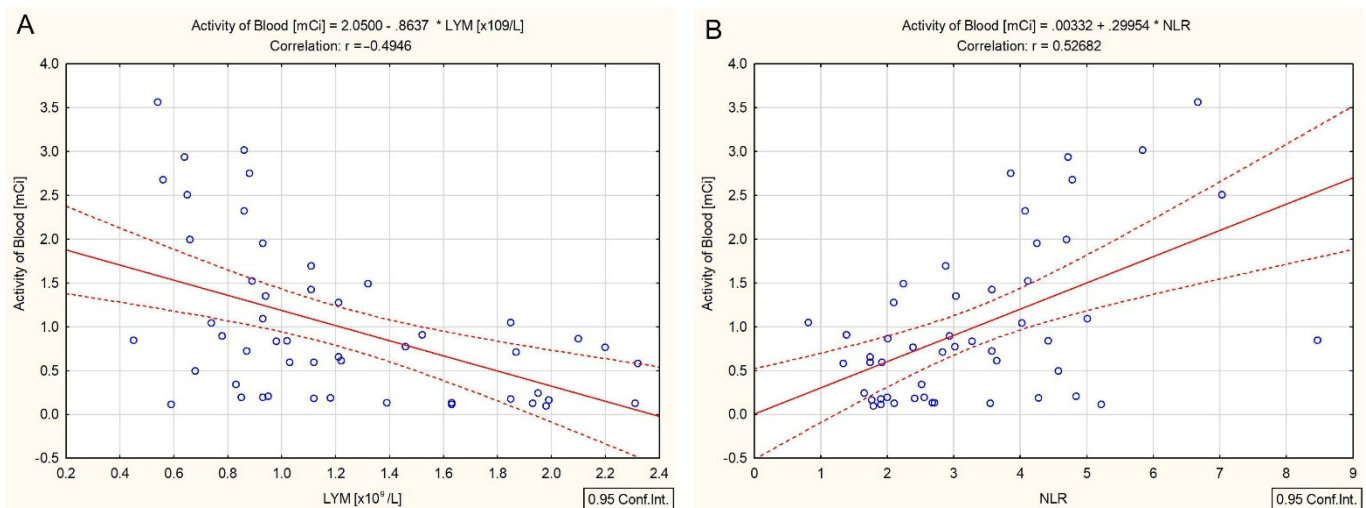 A
Activity of Blood [mCi] = 2.0500 - .8637 * LYM [x109/L]
Correlation: r = -0.4946
Activity of Blood [mCi]
4.0
3.5
3.0
2.5
2.0
1.5
1.0
0.5
0.0
-0.5
0.2 0.4 0.6 0.8 1.0 1.2 1.4 1.6 1.8 2.0 2.2 2.4
LYM [x10⁹/L]
0.95 Conf.Int.
B
Activity of Blood [mCi] = .00332 + .29954 * NLR
Correlation: r = 0.52682
Activity of Blood [mCi]
4.0
3.5
3.0
2.5
2.0
1.5
1.0
0.5
0.0
-0.5
0 1 2 3 4 5 6 7 8 9
NLR
0.95 Conf.Int.